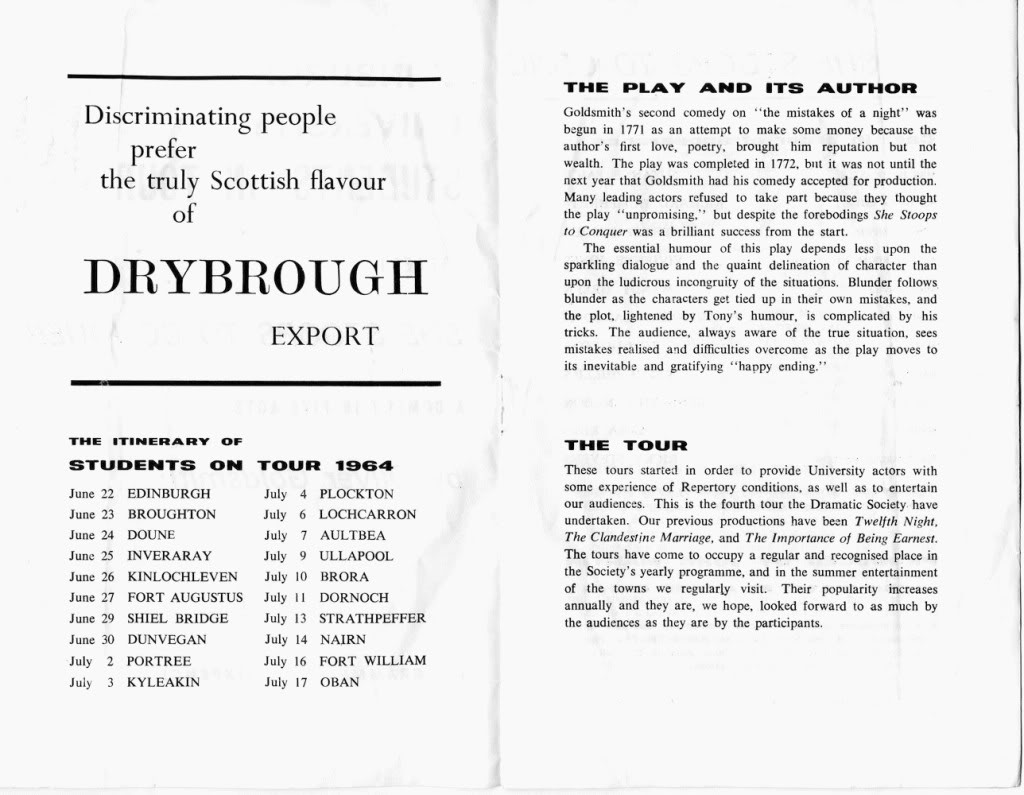 Discriminating people
prefer
the truly Scottish flavour
of
DRYBROUGH
EXPORT
THE ITINERARY OF
STUDENTS ON TOUR 1964
June 22 EDINBURGH
June 23 BROUGHTON
June 24 DOUNE
June 25 INVERARAY
June 26 KINLOCHLEVEN
June 27 FORT AUGUSTUS
June 29 SHIEL BRIDGE
June 30 DUNVEGAN
July 2 PORTREE
July 3 KYLEAKIN
July 4 PLOCKTON
July 6 LOCHCARRON
July 7 AULTBEA
July 9 ULLAPOOL
July 10 BRORA
July 11 DORNOCH
July 13 STRATHPEFFER
July 14 NAIRN
July 16 FORT WILLIAM
July 17 OBAN
THE PLAY AND ITS AUTHOR
Goldsmith's second comedy on "the mistakes of a night" was
begun in 1771 as an attempt to make some money because the
author's first love, poetry, brought him reputation but not
wealth. The play was completed in 1772, but it was not until the
next year that Goldsmith had his comedy accepted for production.
Many leading actors refused to take part because they thought
the play "unpromising," but despite the forebodings She Stoops
to Conquer was a brilliant success from the start.
The essential humour of this play depends less upon the
sparkling dialogue and the quaint delineation of character than
upon the ludicrous incongruity of the situations. Blunder follows
blunder as the characters get tied up in their own mistakes, and
the plot, lightened by Tony's humour, is complicated by his
tricks. The audience, always aware of the true situation, sees
mistakes realised and difficulties overcome as the play moves to
its inevitable and gratifying "happy ending."
THE TOUR
These tours started in order to provide University actors with
some experience of Repertory conditions, as well as to entertain
our audiences. This is the fourth tour the Dramatic Society have
undertaken. Our previous productions have been Twelfth Night,
The Clandestine Marriage, and The Importance of Being Earnest.
The tours have come to occupy a regular and recognised place in
the Society's yearly programme, and in the summer entertainment
of the towns we regularly visit. Their popularity increases
annually and they are, we hope, looked forward to as much by
the audiences as they are by the participants.